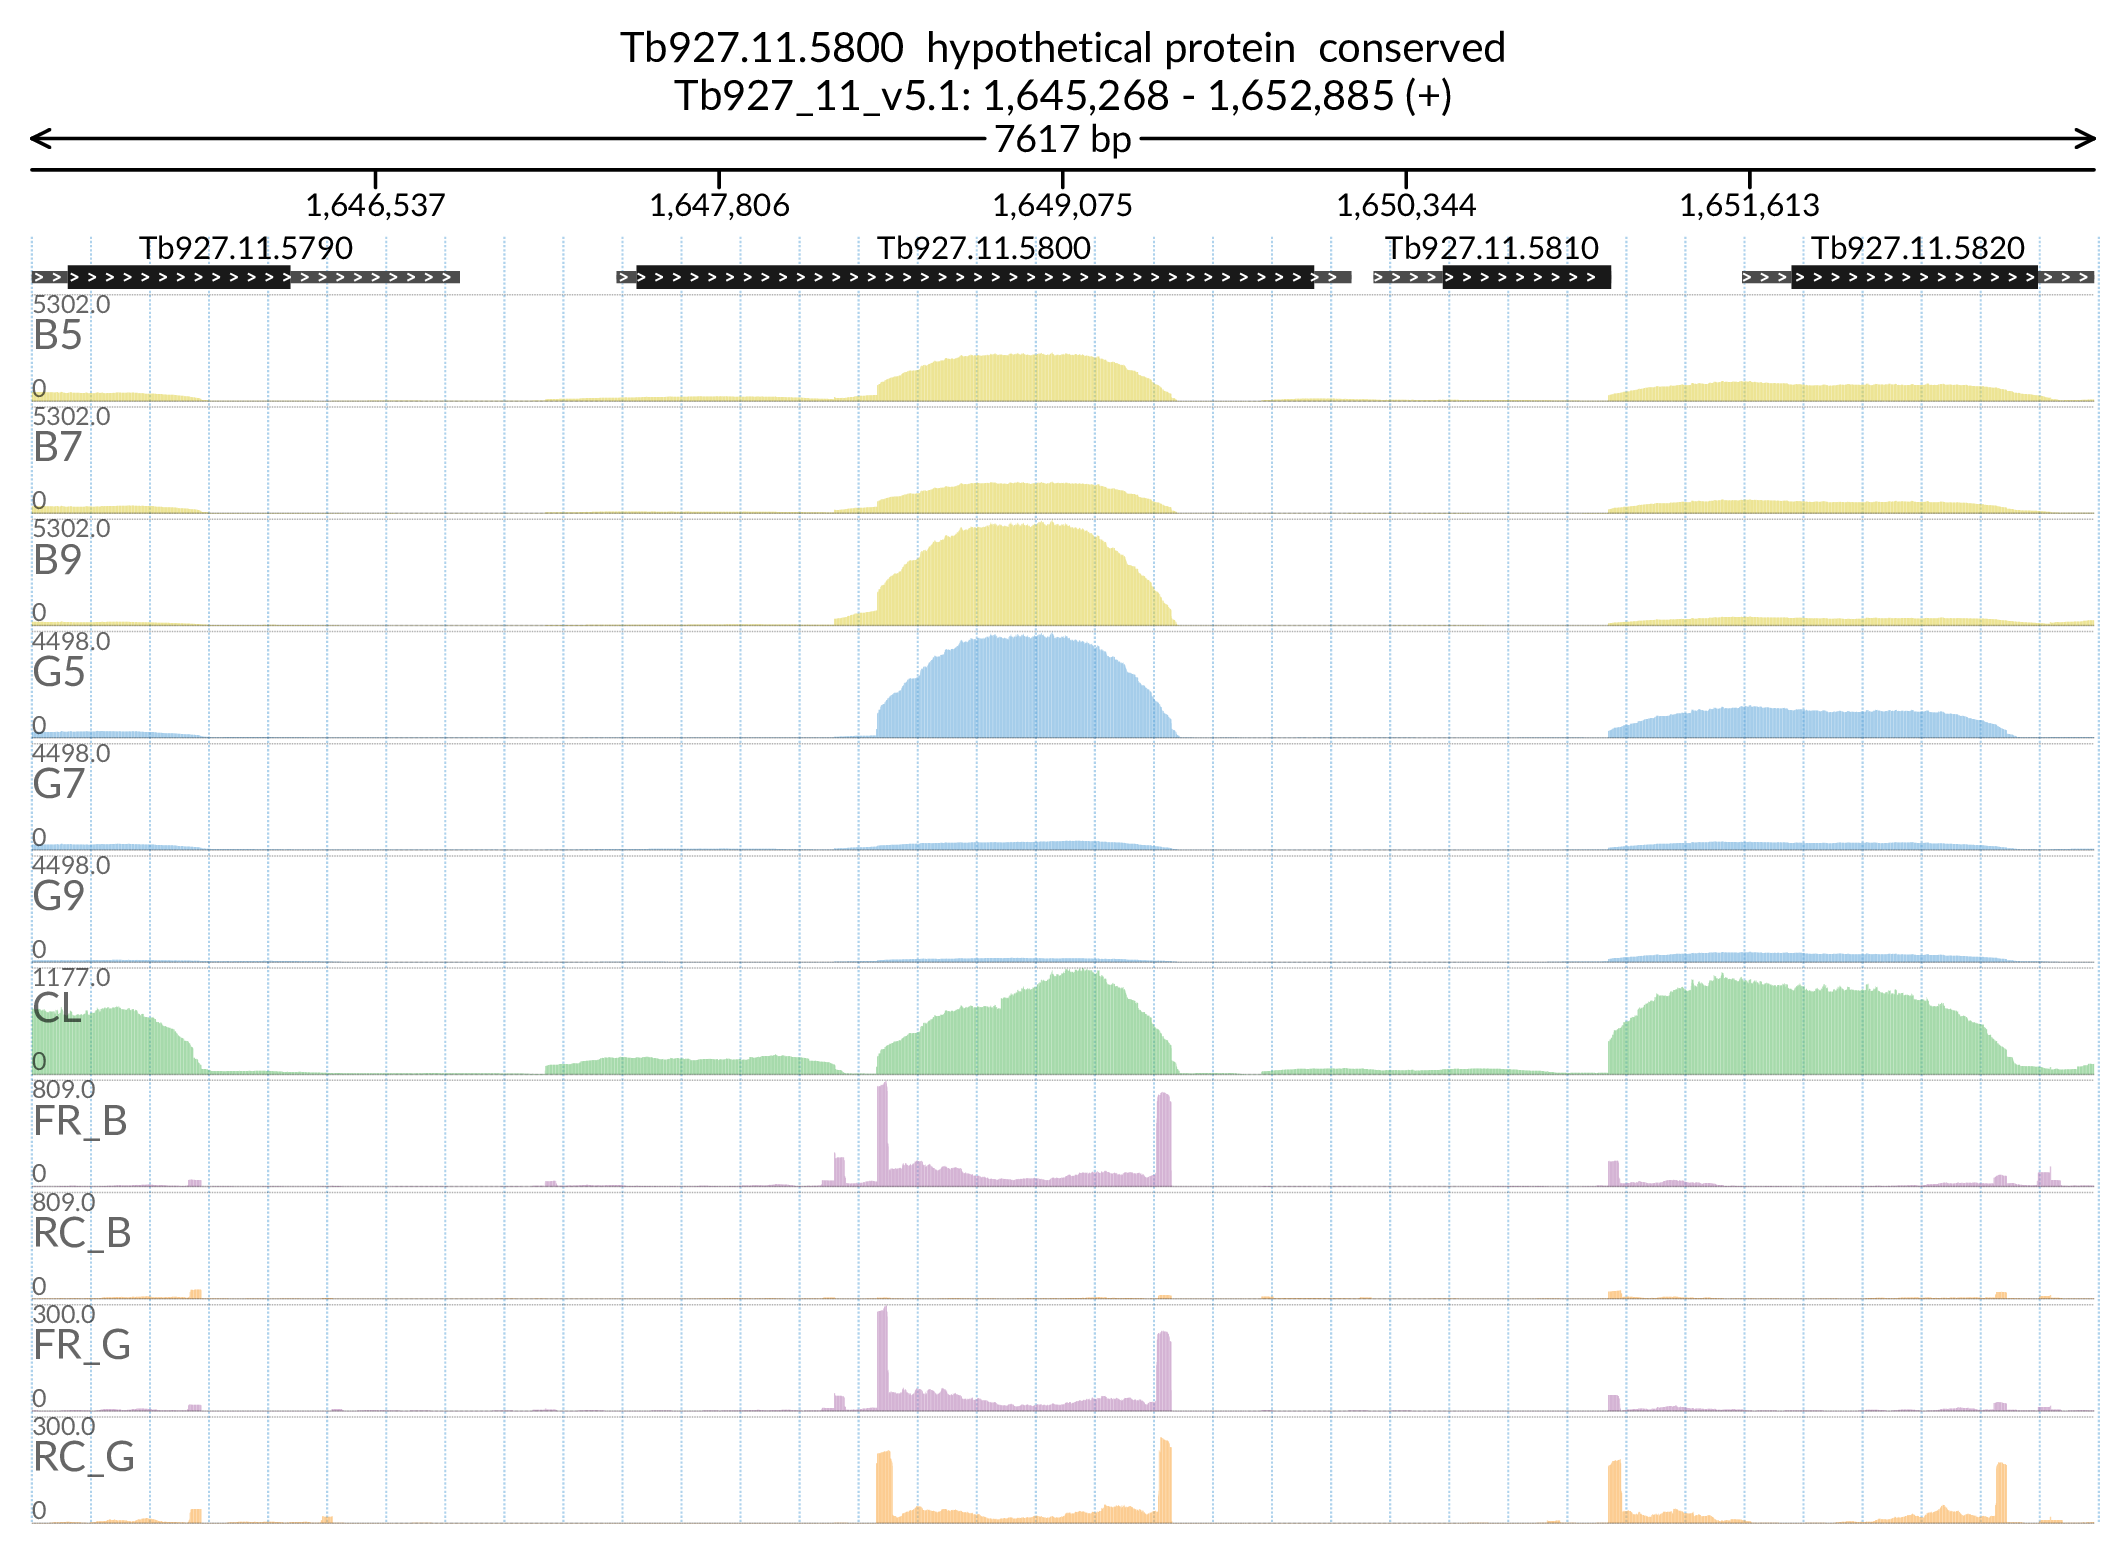 Tb927.11.5800 hypothetical protein conserved
Tb927_11_v5.1: 1,645,268 - 1,652,885 (+)
7617 bp
1,646,537 1,647,806 1,649,075 1,650,344 1,651,613
Tb927.11.5790 Tb927.11.5800 Tb927.11.5810 Tb927.11.5820
5302.0
B5
0
5302.0
B7
0
5302.0
B9
0
4498.0
G5
0
4498.0
G7
0
4498.0
G9
0
1177.0
CL
0
809.0
FR_B
0
809.0
RC_B
0
300.0
FR_G
0
300.0
RC_G
0